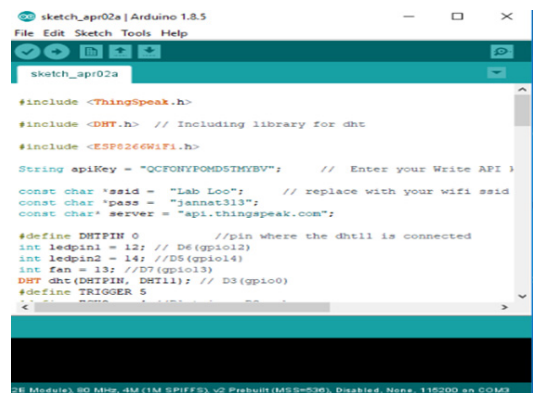 sketch_apr02a | Arduino 1.8.5
File Edit Sketch Tools Help
sketch_apr02a
#include <ThingSpeak.h>
#include <DHT.h> // Including library for dht
#include <ESP8266WiFi.h>
String apiKey = "QCFONYPOMD5TMYBV"; // Enter your Write API
const char *ssid = "Lab Loo"; // replace with your wifi ssid
const char *pass = "jannat313";
const char* server = "api.thingspeak.com";
#define DHTPIN 0 //pin where the dht11 is connected
int ledpin1 = 12; // D6(gpio12)
int ledpin2 = 14; //D5(gpio14)
int fan = 13; //D7(gpio13)
DHT dht(DHTPIN, DHT11); // D3(gpio0)
#define TRIGGER 5
2E Module), 80 MHz, 4M (1M SPIFFS), v2 Prebuilt (MSS=536), Disabled, None, 115200 on COM3